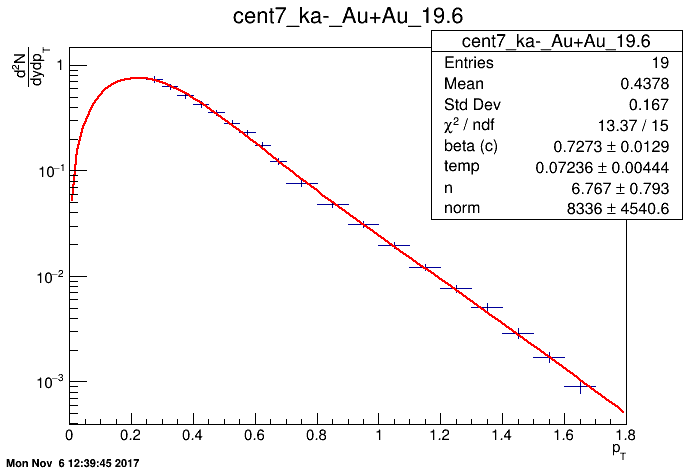 cent7_ka-_Au+Au_19.6
cent7_ka-_Au+Au_19.6
Entries 19
Mean 0.4378
Std Dev 0.167
χ² / ndf 13.37 / 15
beta (c) 0.7273 ± 0.0129
temp 0.07236 ± 0.00444
n 6.767 ± 0.793
norm 8336 ± 4540.6
d²N
dydp_T
1
10⁻¹
10⁻²
10⁻³
0 0.2 0.4 0.6 0.8 1 1.2 1.4 1.6 1.8
p_T
Mon Nov 6 12:39:45 2017